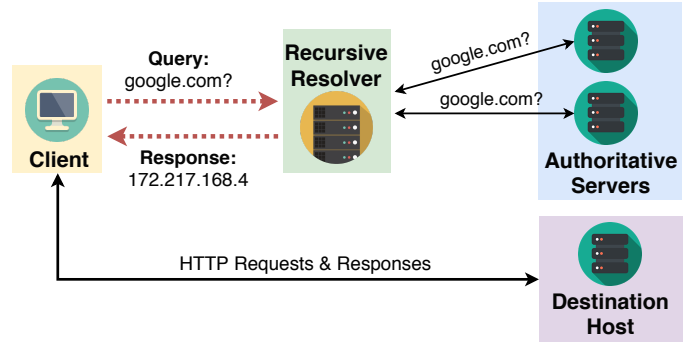 Query:
google.com?
Client
Response:
172.217.168.4
Recursive
Resolver
google.com?
google.com?
Authoritative
Servers
HTTP Requests & Responses
Destination
Host